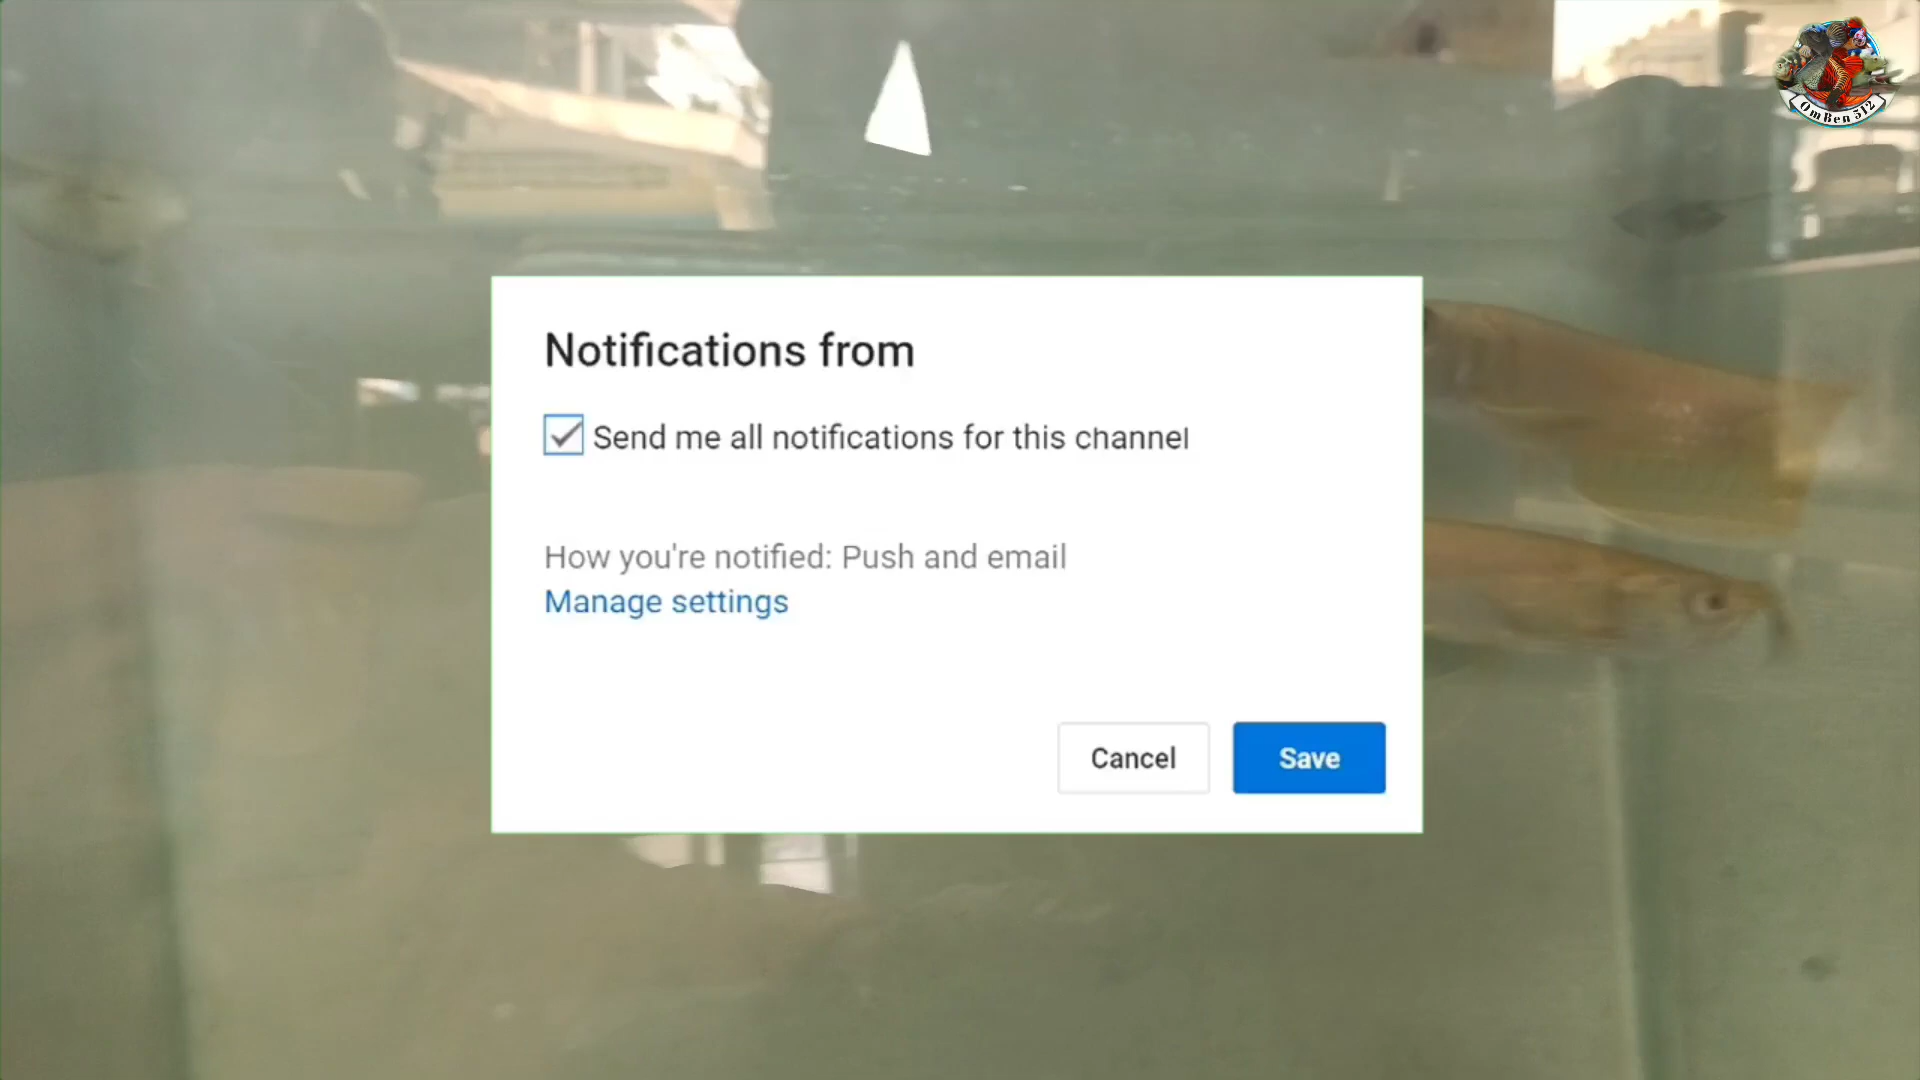 OmBen 512
Notifications from
Send me all notifications for this channel
How you're notified: Push and email
Manage settings
Cancel
Save